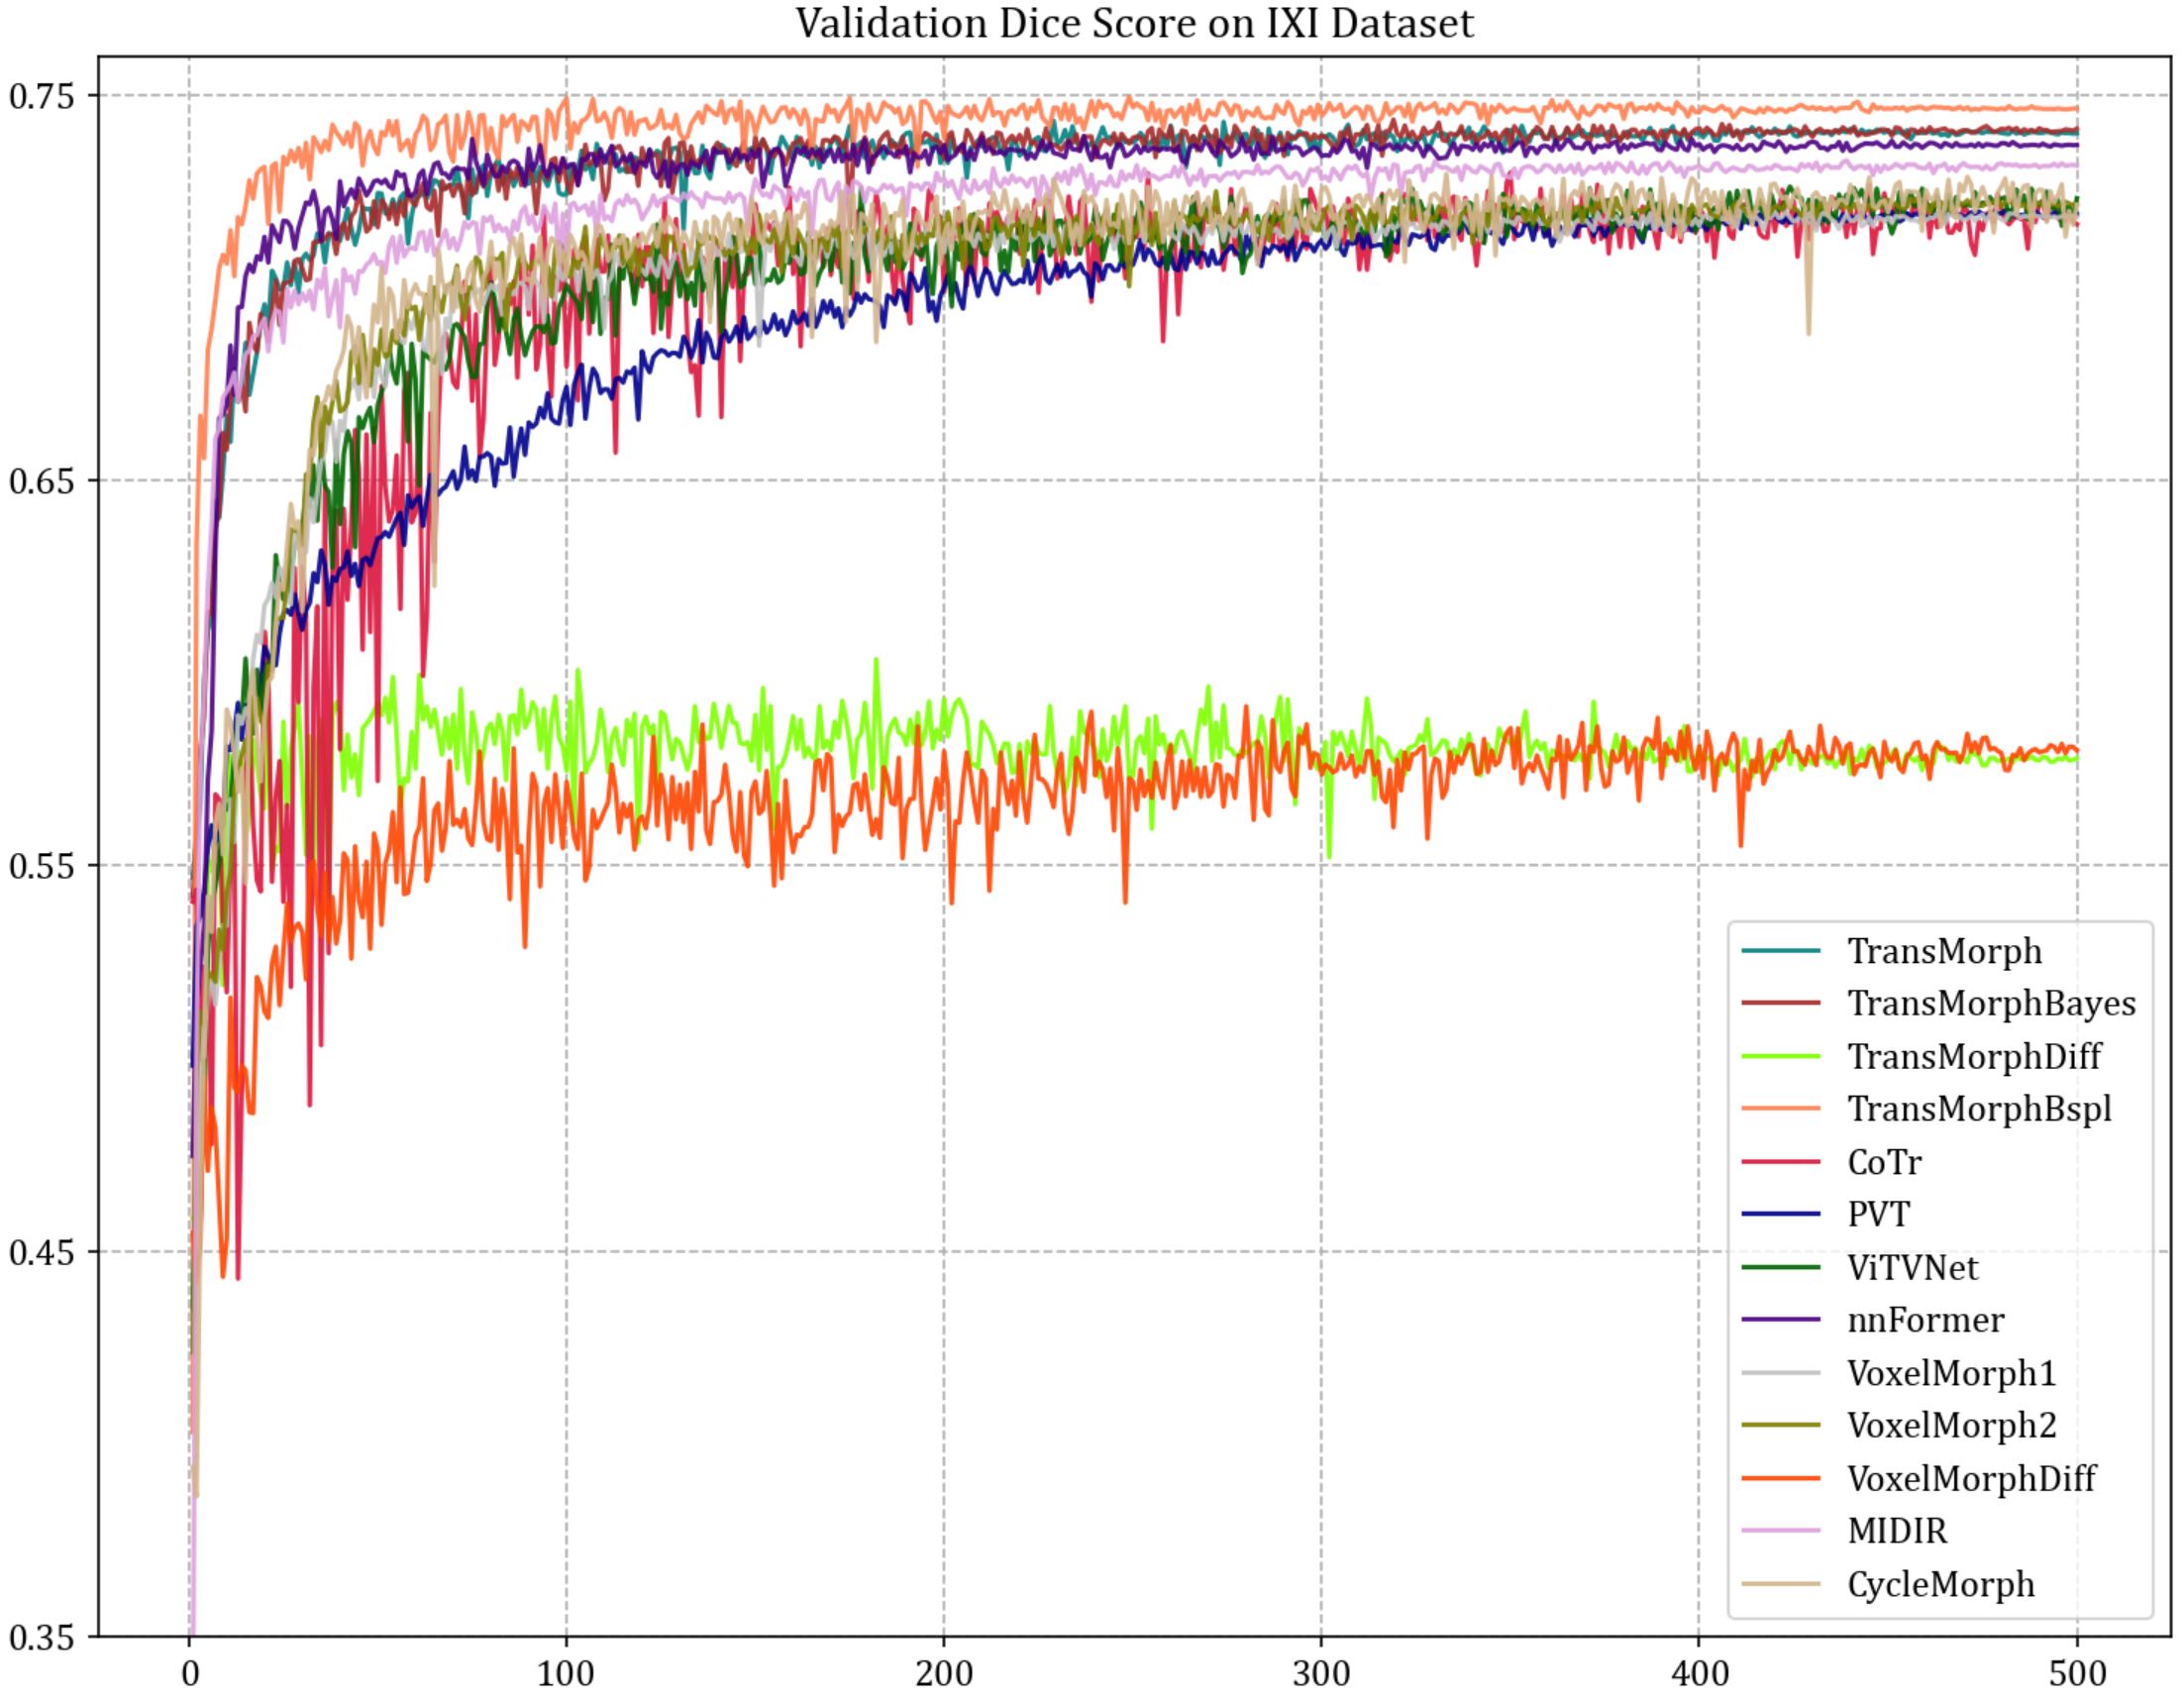 Validation Dice Score on IXI Dataset
0.75
0.65
0.55
0.45
0.35
0
100
200
300
400
500
TransMorph
TransMorphBayes
TransMorphDiff
TransMorphBspl
CoTr
PVT
ViTVNet
nnFormer
VoxelMorph1
VoxelMorph2
VoxelMorphDiff
MIDIR
CycleMorph